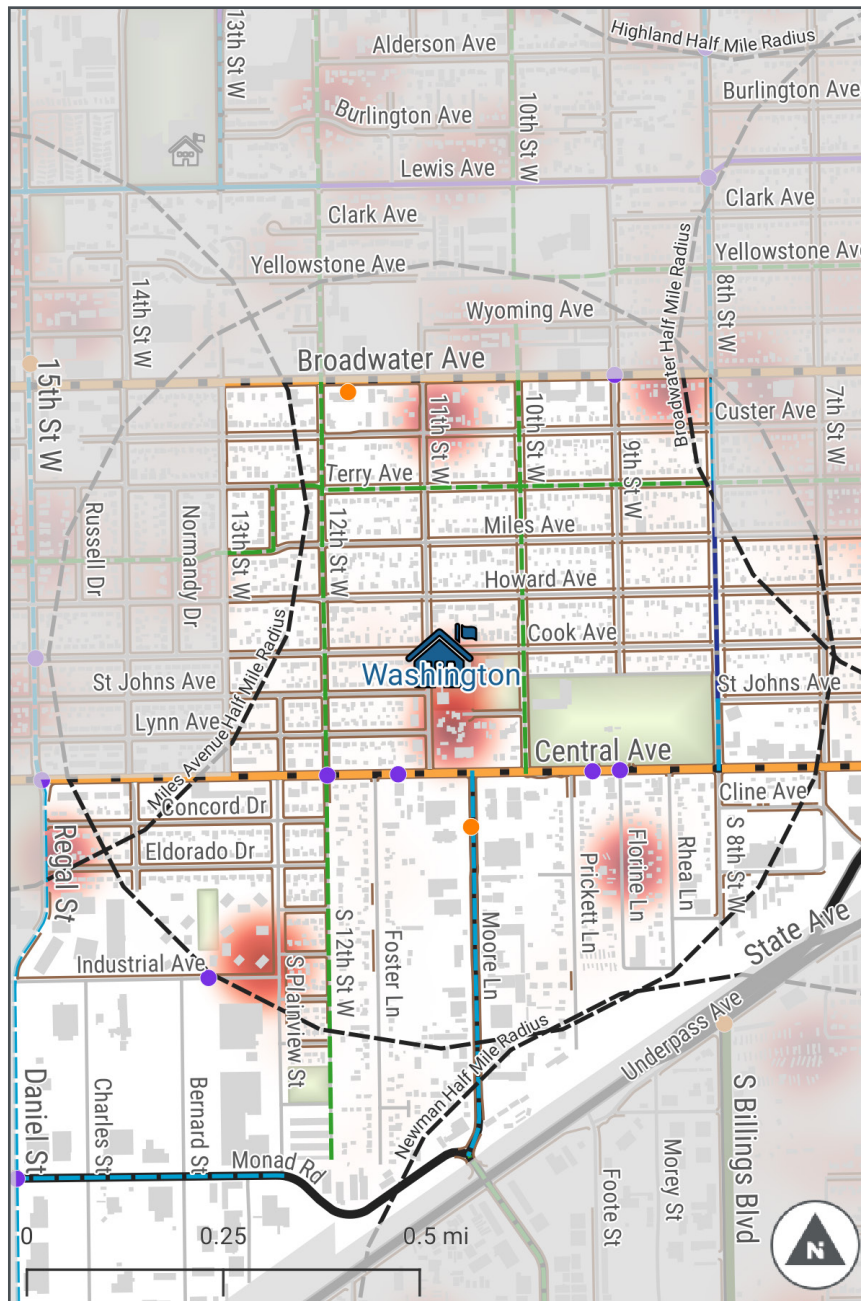 Highland Half Mile Radius
13th St W
Alderson Ave
10th St W
Burlington Ave
Burlington Ave
Lewis Ave
Clark Ave
Clark Ave
Yellowstone Ave
Yellowstone Ave
14th St W
8th St W
Broadwater Half Mile Radius
Wyoming Ave
Broadwater Ave
15th St W
11th St W
10th St W
Custer Ave
7th St W
9th St W
Terry Ave
Russell Dr
Normandy Dr
13th St W
12th St W
Miles Ave
Howard Ave
Cook Ave
Washington
St Johns Ave
St Johns Ave
Lynn Ave
Miles Avenue Half Mile Radius
Central Ave
Concord Dr
Cline Ave
Regal St
Eldorado Dr
Prickett Ln
Florine Ln
Rhea Ln
S 8th St W
Industrial Ave
S Plainview St
S 12th St W
Foster Ln
Moore Ln
State Ave
Underpass Ave
Newman Half Mile Radius
Daniel St
Charles St
Bernard St
Monad Rd
S Billings Blvd
Foote St
Morey St
0 0.25 0.5 mi
N